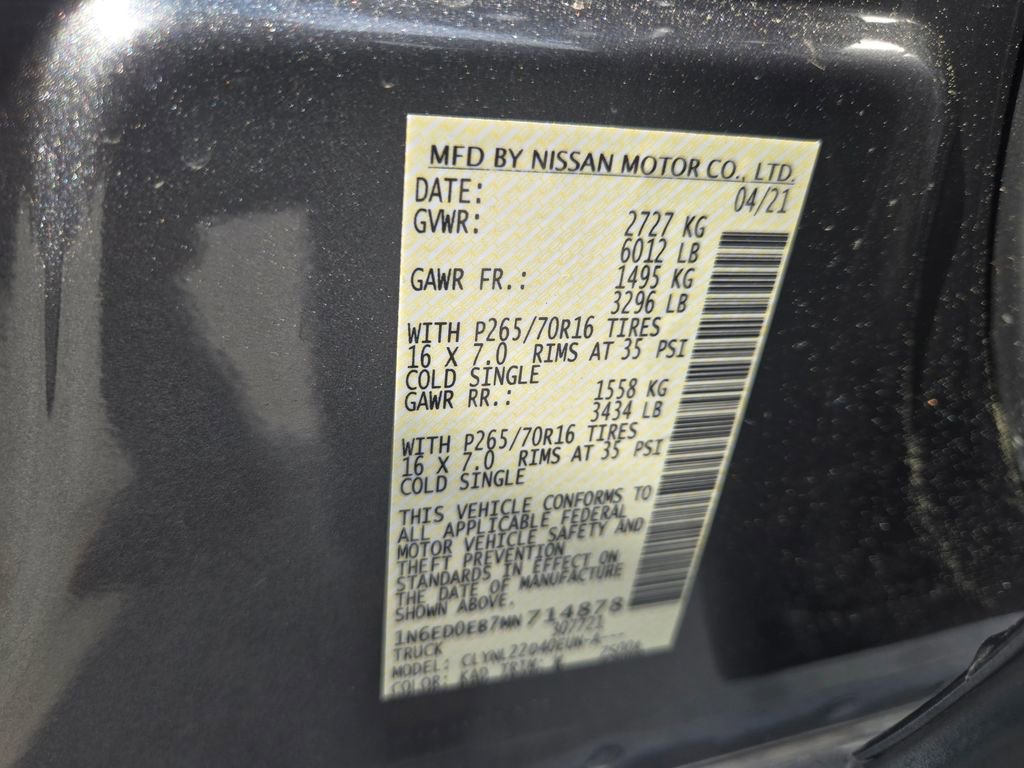 MFD BY NISSAN MOTOR CO., LTD.
DATE: 04/21
GVWR: 2727 KG
6012 LB
GAWR FR.: 1495 KG
3296 LB
WITH P265/70R16 TIRES
16 X 7.0 RIMS AT 35 PSI
COLD SINGLE
GAWR RR.: 1558 KG
3434 LB
WITH P265/70R16 TIRES
16 X 7.0 RIMS AT 35 PSI
COLD SINGLE
THIS VEHICLE CONFORMS TO
ALL APPLICABLE FEDERAL
MOTOR VEHICLE SAFETY AND
THEFT PREVENTION
STANDARDS IN EFFECT ON
THE DATE OF MANUFACTURE
SHOWN ABOVE.
1N6ED0EB7MN714878
TRUCK 307721
MODEL:
COLOR: KAD TRIM: